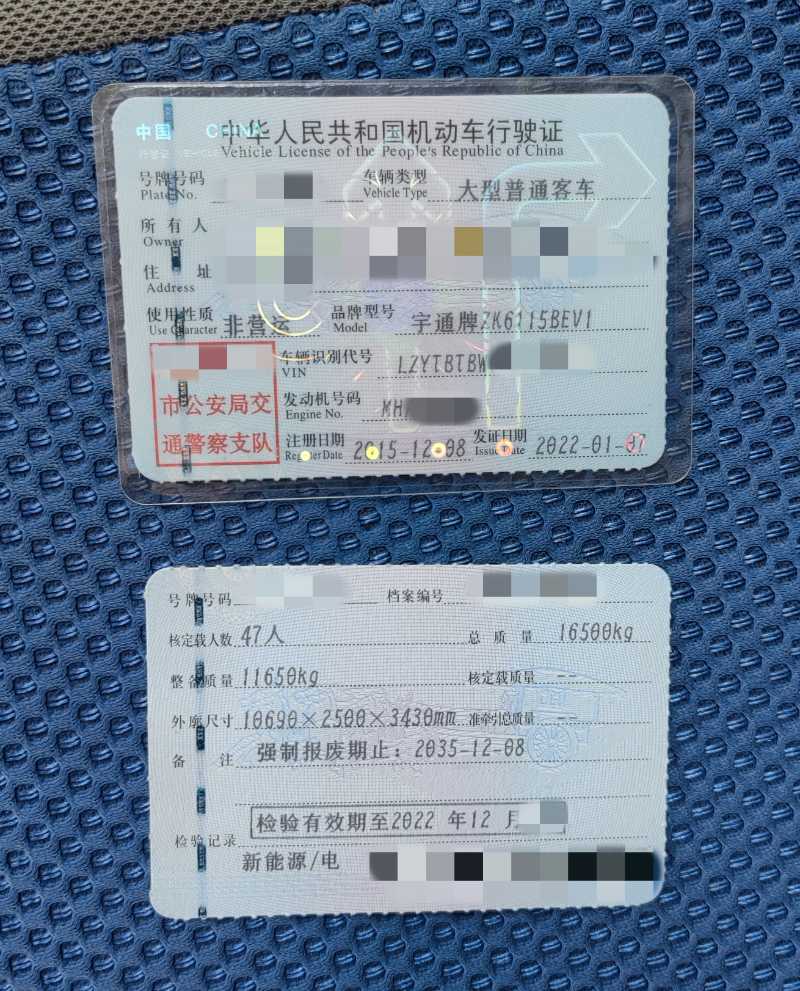 中国 CHINA
中华人民共和国机动车行驶证
Vehicle License of the People's Republic of China
号牌号码 车辆类型 大型普通客车
Plate No. Vehicle Type
所有人
Owner
住址
Address
使用性质 非营运 品牌型号 宇通牌ZK6115BEV1
Use Character Model
车辆识别代号 LZYTBTBW
VIN
市公安局交
通警察支队
发动机号码
Engine No.
注册日期 2015-12-08 发证日期 2022-01-07
Register Date Issue Date
号牌号码 档案编号
核定载人数 47人 总质量 16500kg
整备质量 11650kg 核定载质量 --
外廓尺寸 10690×2500×3430mm 准牵引总质量 --
备注 强制报废期止：2035-12-08
检验有效期至2022 年12 月
检验记录
新能源/电